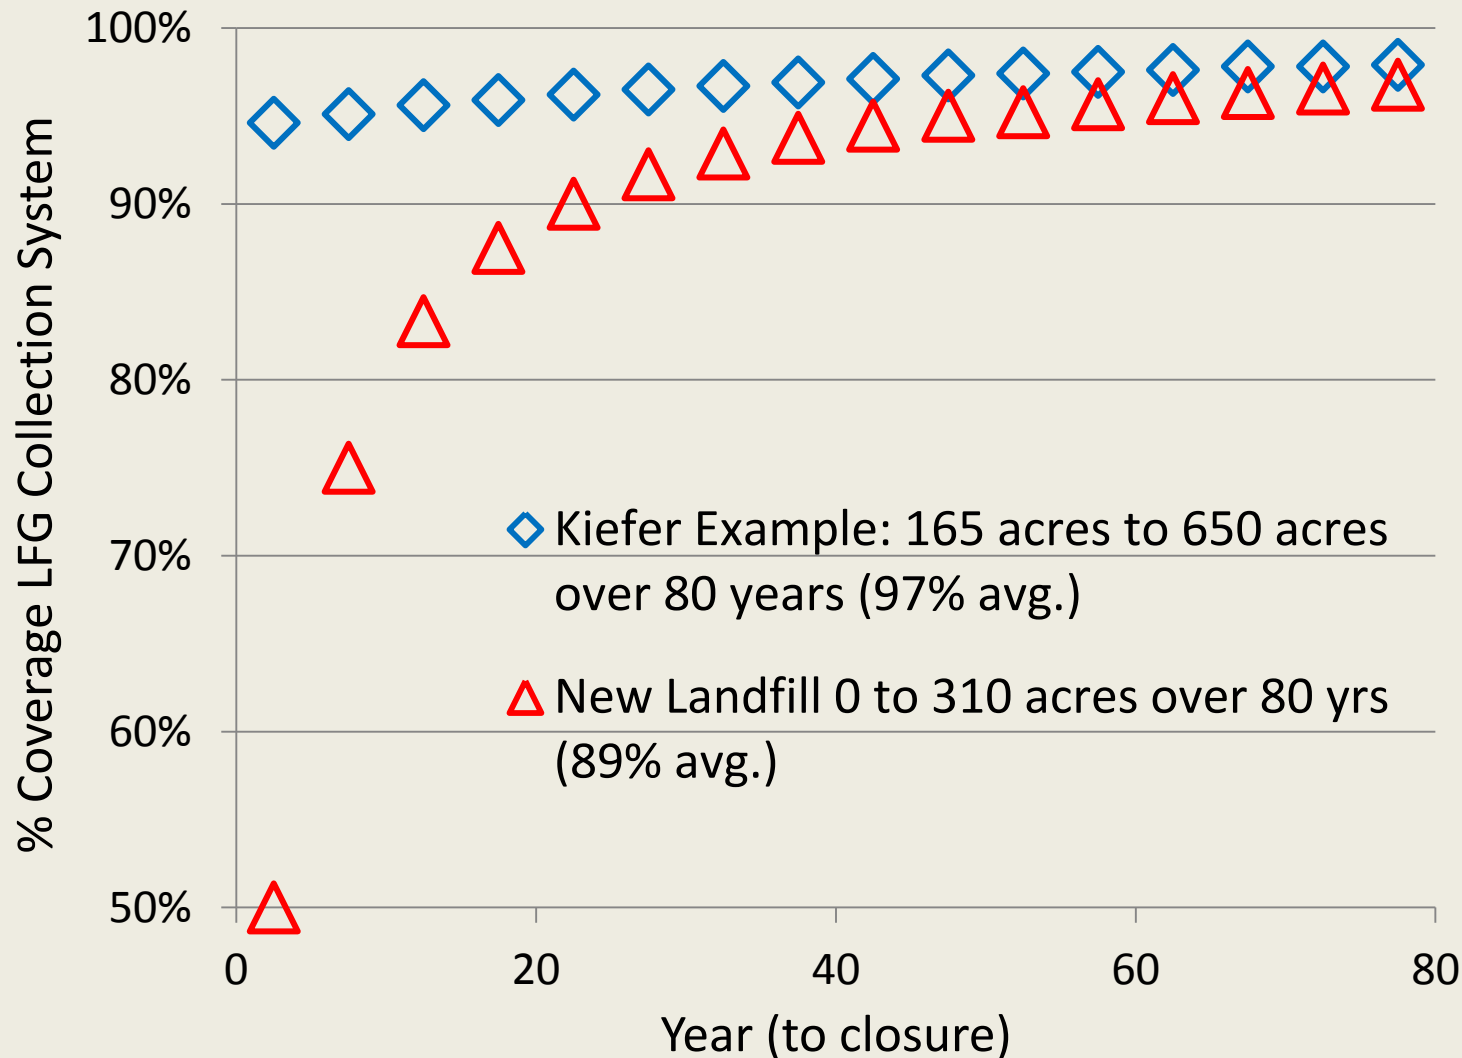 100%
90%
80%
70%
60%
50%
% Coverage LFG Collection System
Kiefer Example: 165 acres to 650 acres
over 80 years (97% avg.)
New Landfill 0 to 310 acres over 80 yrs
(89% avg.)
0 20 40 60 80
Year (to closure)